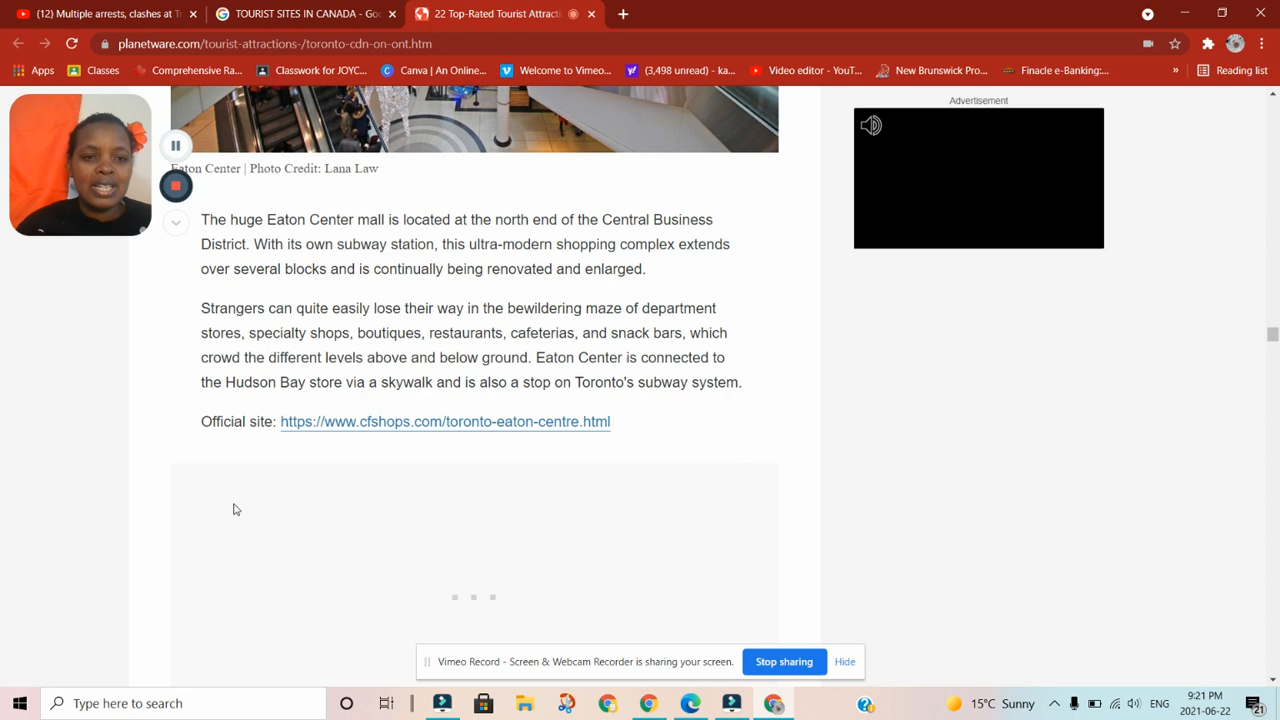 (12) Multiple arrests, clashes at T
TOURIST SITES IN CANADA - Goo
22 Top-Rated Tourist Attracti
planetware.com/tourist-attractions-/toronto-cdn-on-ont.htm
Apps
Classes
Comprehensive Ra...
Classwork for JOYC...
Canva | An Online...
Welcome to Vimeo...
(3,498 unread) - ka...
Video editor - YouT...
New Brunswick Pro...
Finacle e-Banking:...
»
Reading list
Advertisement
Eaton Center | Photo Credit: Lana Law
The huge Eaton Center mall is located at the north end of the Central Business
District. With its own subway station, this ultra-modern shopping complex extends
over several blocks and is continually being renovated and enlarged.
Strangers can quite easily lose their way in the bewildering maze of department
stores, specialty shops, boutiques, restaurants, cafeterias, and snack bars, which
crowd the different levels above and below ground. Eaton Center is connected to
the Hudson Bay store via a skywalk and is also a stop on Toronto's subway system.
Official site: https://www.cfshops.com/toronto-eaton-centre.html
Vimeo Record - Screen & Webcam Recorder is sharing your screen.
Stop sharing
Hide
Type here to search
15°C Sunny
ENG
9:21 PM
2021-06-22
21